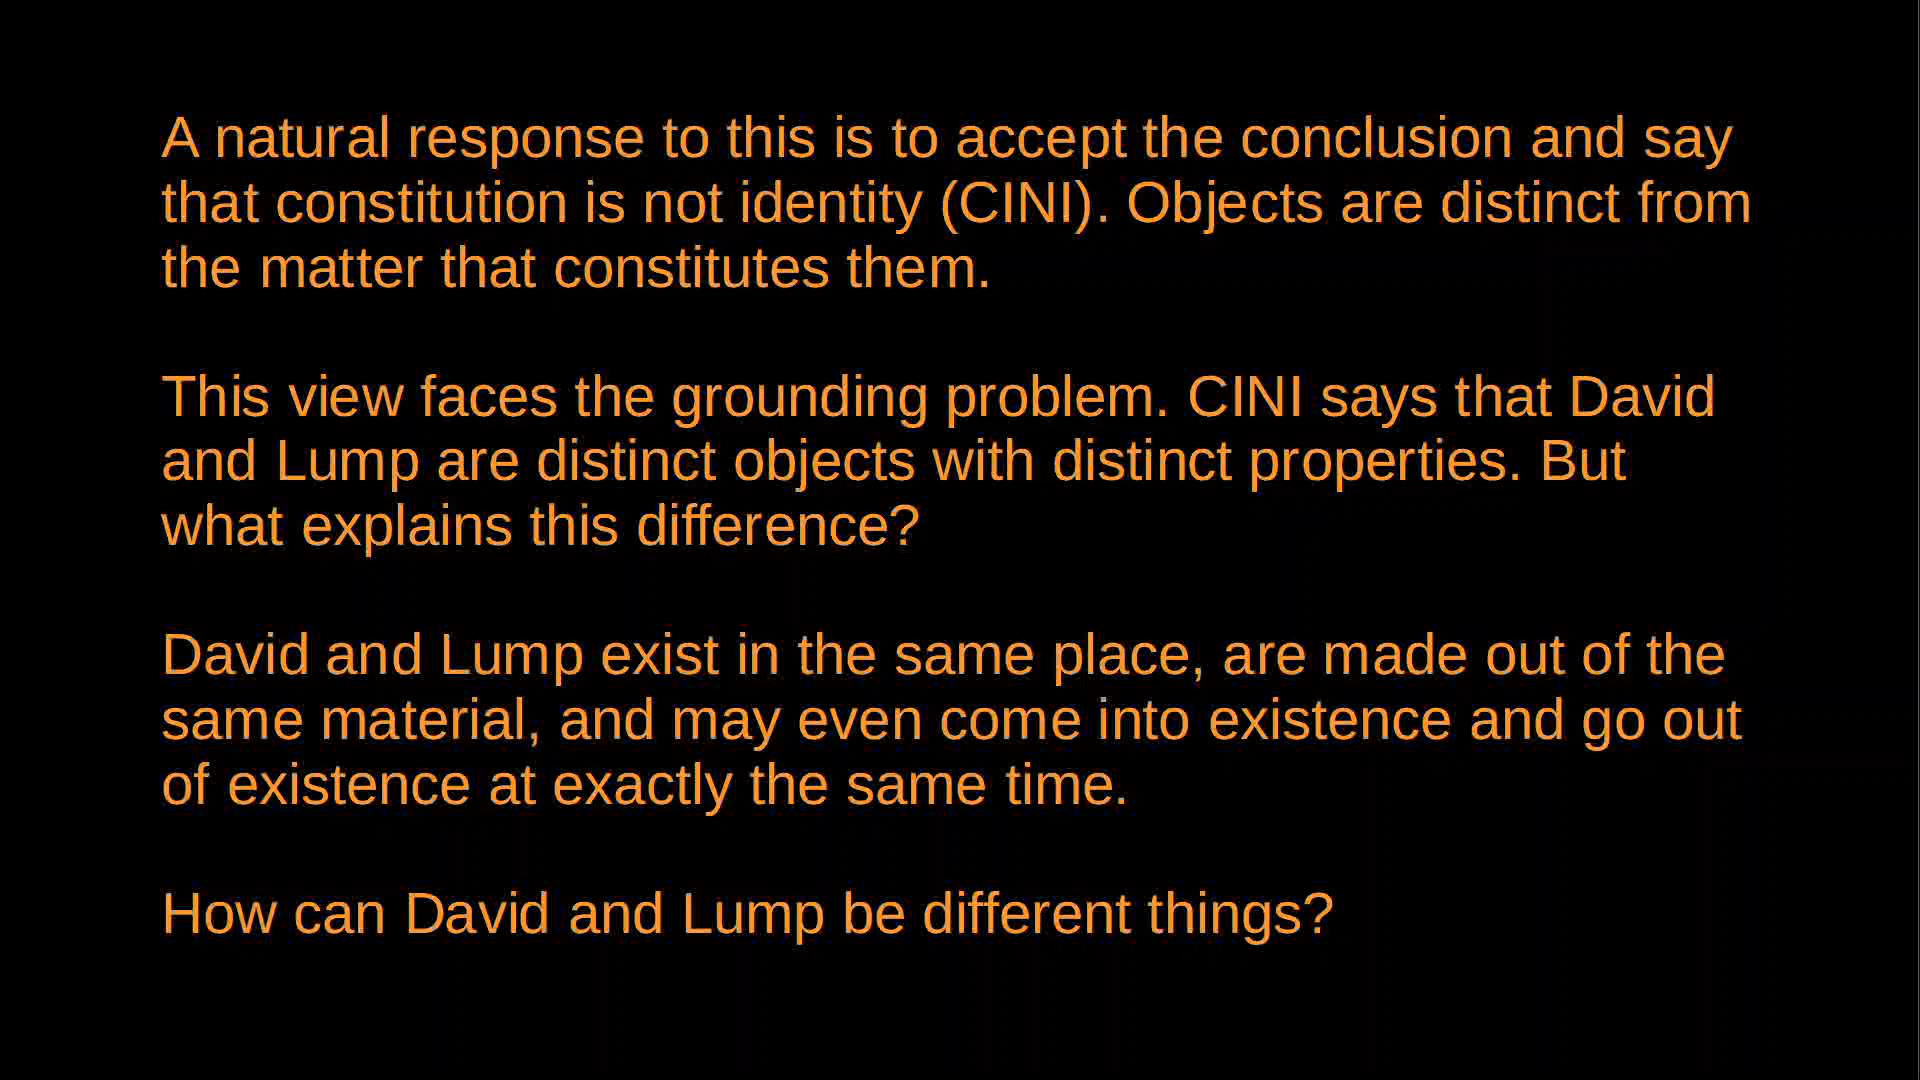 A natural response to this is to accept the conclusion and say
that constitution is not identity (CINI). Objects are distinct from
the matter that constitutes them.
This view faces the grounding problem. CINI says that David
and Lump are distinct objects with distinct properties. But
what explains this difference?
David and Lump exist in the same place, are made out of the
same material, and may even come into existence and go out
of existence at exactly the same time.
How can David and Lump be different things?